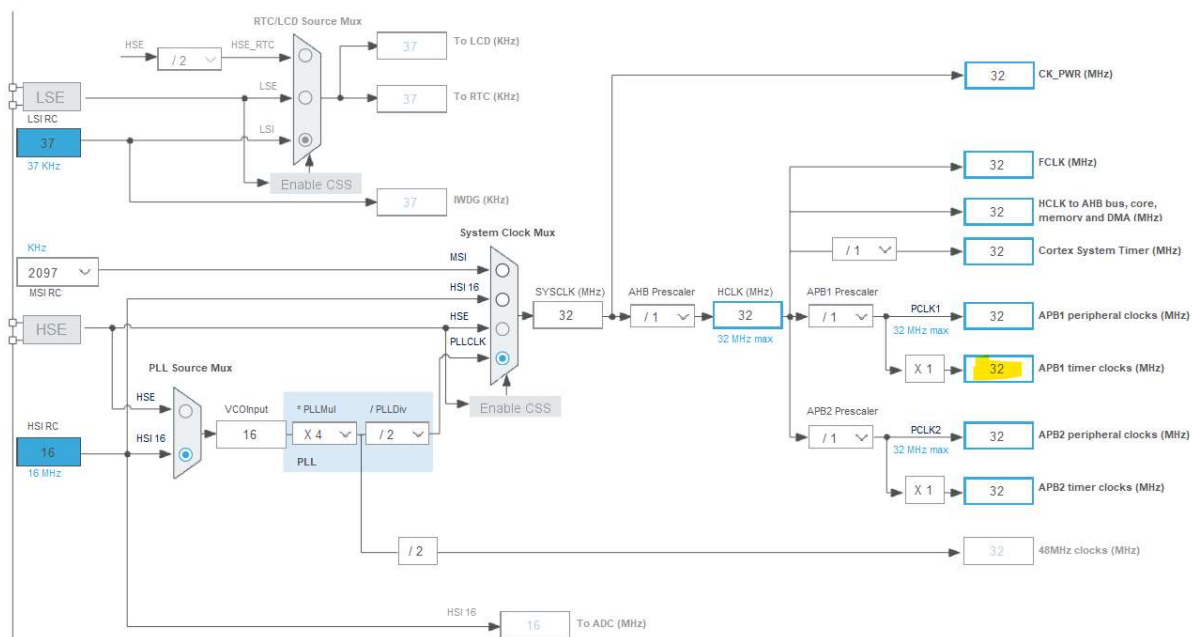 RTC/LCD Source Mux
HSE
/ 2
HSE_RTC
37
To LCD (KHz)
LSE
LSE
37
To RTC (KHz)
LSI RC
37
37 KHz
LSI
Enable CSS
37
IWDG (KHz)
32
CK_PWR (MHz)
32
FCLK (MHz)
32
HCLK to AHB bus, core,
memory and DMA (MHz)
/ 1
32
Cortex System Timer (MHz)
System Clock Mux
KHz
2097
MSI RC
MSI
HSI 16
HSE
HSE
PLLCLK
Enable CSS
SYSCLK (MHz)
32
AHB Prescaler
/ 1
HCLK (MHz)
32
32 MHz max
APB1 Prescaler
/ 1
PCLK1
32 MHz max
32
APB1 peripheral clocks (MHz)
X 1
32
APB1 timer clocks (MHz)
PLL Source Mux
HSE
HSI RC
16
16 MHz
HSI 16
VCOInput
16
* PLLMul
X 4
/ PLLDiv
/ 2
PLL
APB2 Prescaler
/ 1
PCLK2
32 MHz max
32
APB2 peripheral clocks (MHz)
X 1
32
APB2 timer clocks (MHz)
/ 2
32
48MHz clocks (MHz)
HSI 16
16
To ADC (MHz)